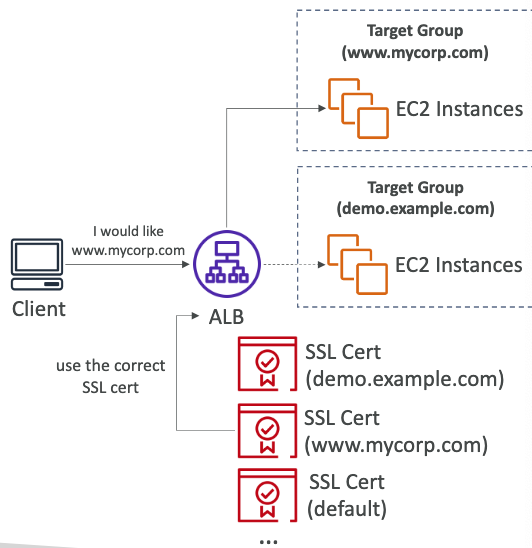 Target Group
(www.mycorp.com)
EC2 Instances
Target Group
(demo.example.com)
EC2 Instances
I would like
www.mycorp.com
Client
ALB
use the correct
SSL cert
SSL Cert
(demo.example.com)
SSL Cert
(www.mycorp.com)
SSL Cert
(default)
...